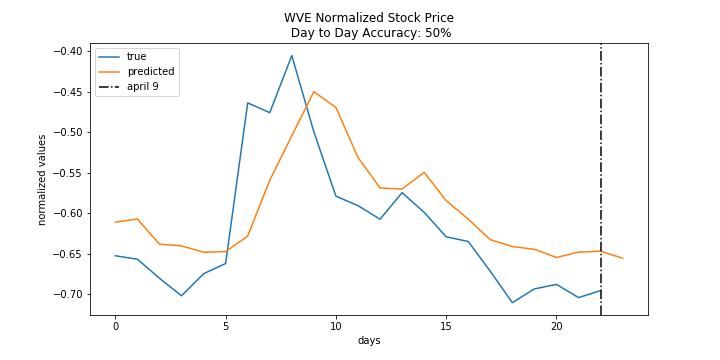 WVE Normalized Stock Price
Day to Day Accuracy: 50%
true
predicted
april 9
normalized values
−0.40
−0.45
−0.50
−0.55
−0.60
−0.65
−0.70
0
5
10
15
20
days